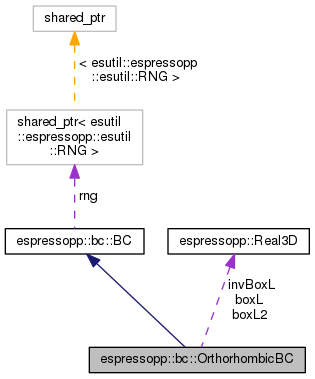 shared_ptr
< esutil::espressopp
::esutil::RNG >
shared_ptr< esutil
::espressopp::esutil
::RNG >
rng
espressopp::bc::BC
espressopp::Real3D
invBoxL
boxL
boxL2
espressopp::bc::OrthorhombicBC